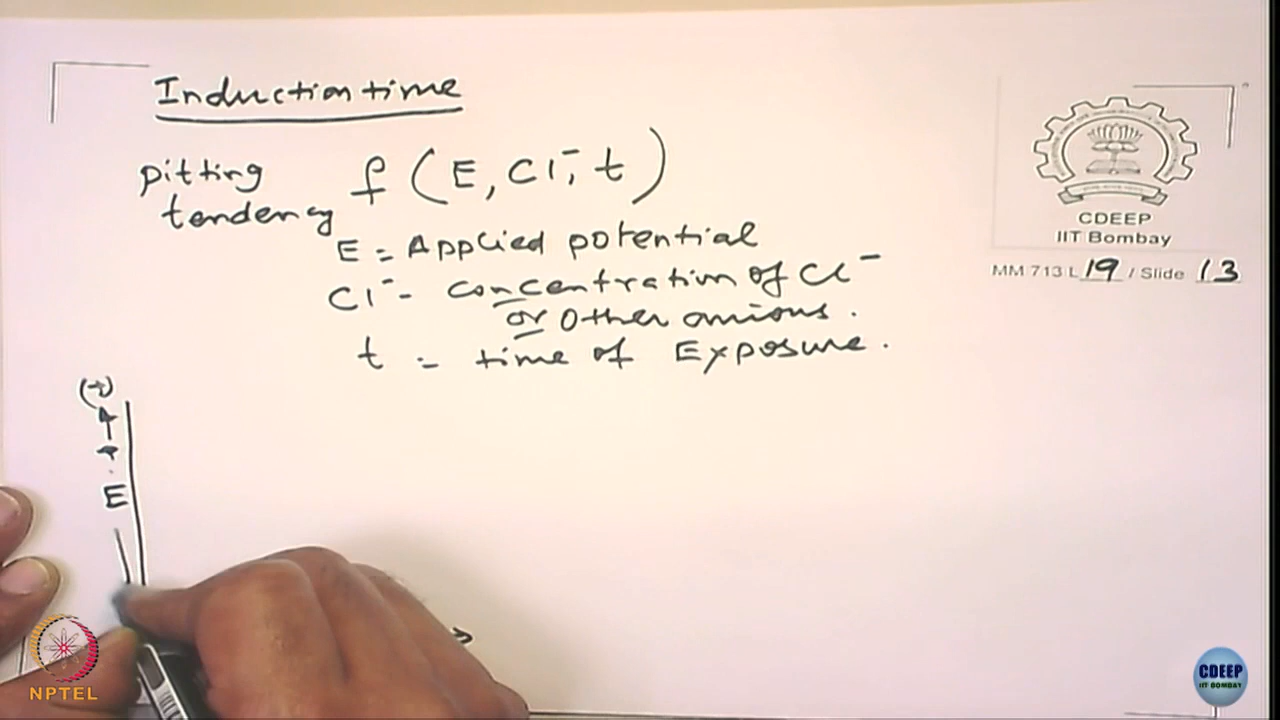 Induction time
pitting f (E, Cl⁻, t)
tendency
E = Applied potential
Cl⁻ - concentration of Cl⁻
or other anions.
t = time of Exposure.
E
CDEEP
IIT Bombay
MM 713 L 19 / Slide 13
NPTEL
CDEEP
IIT BOMBAY